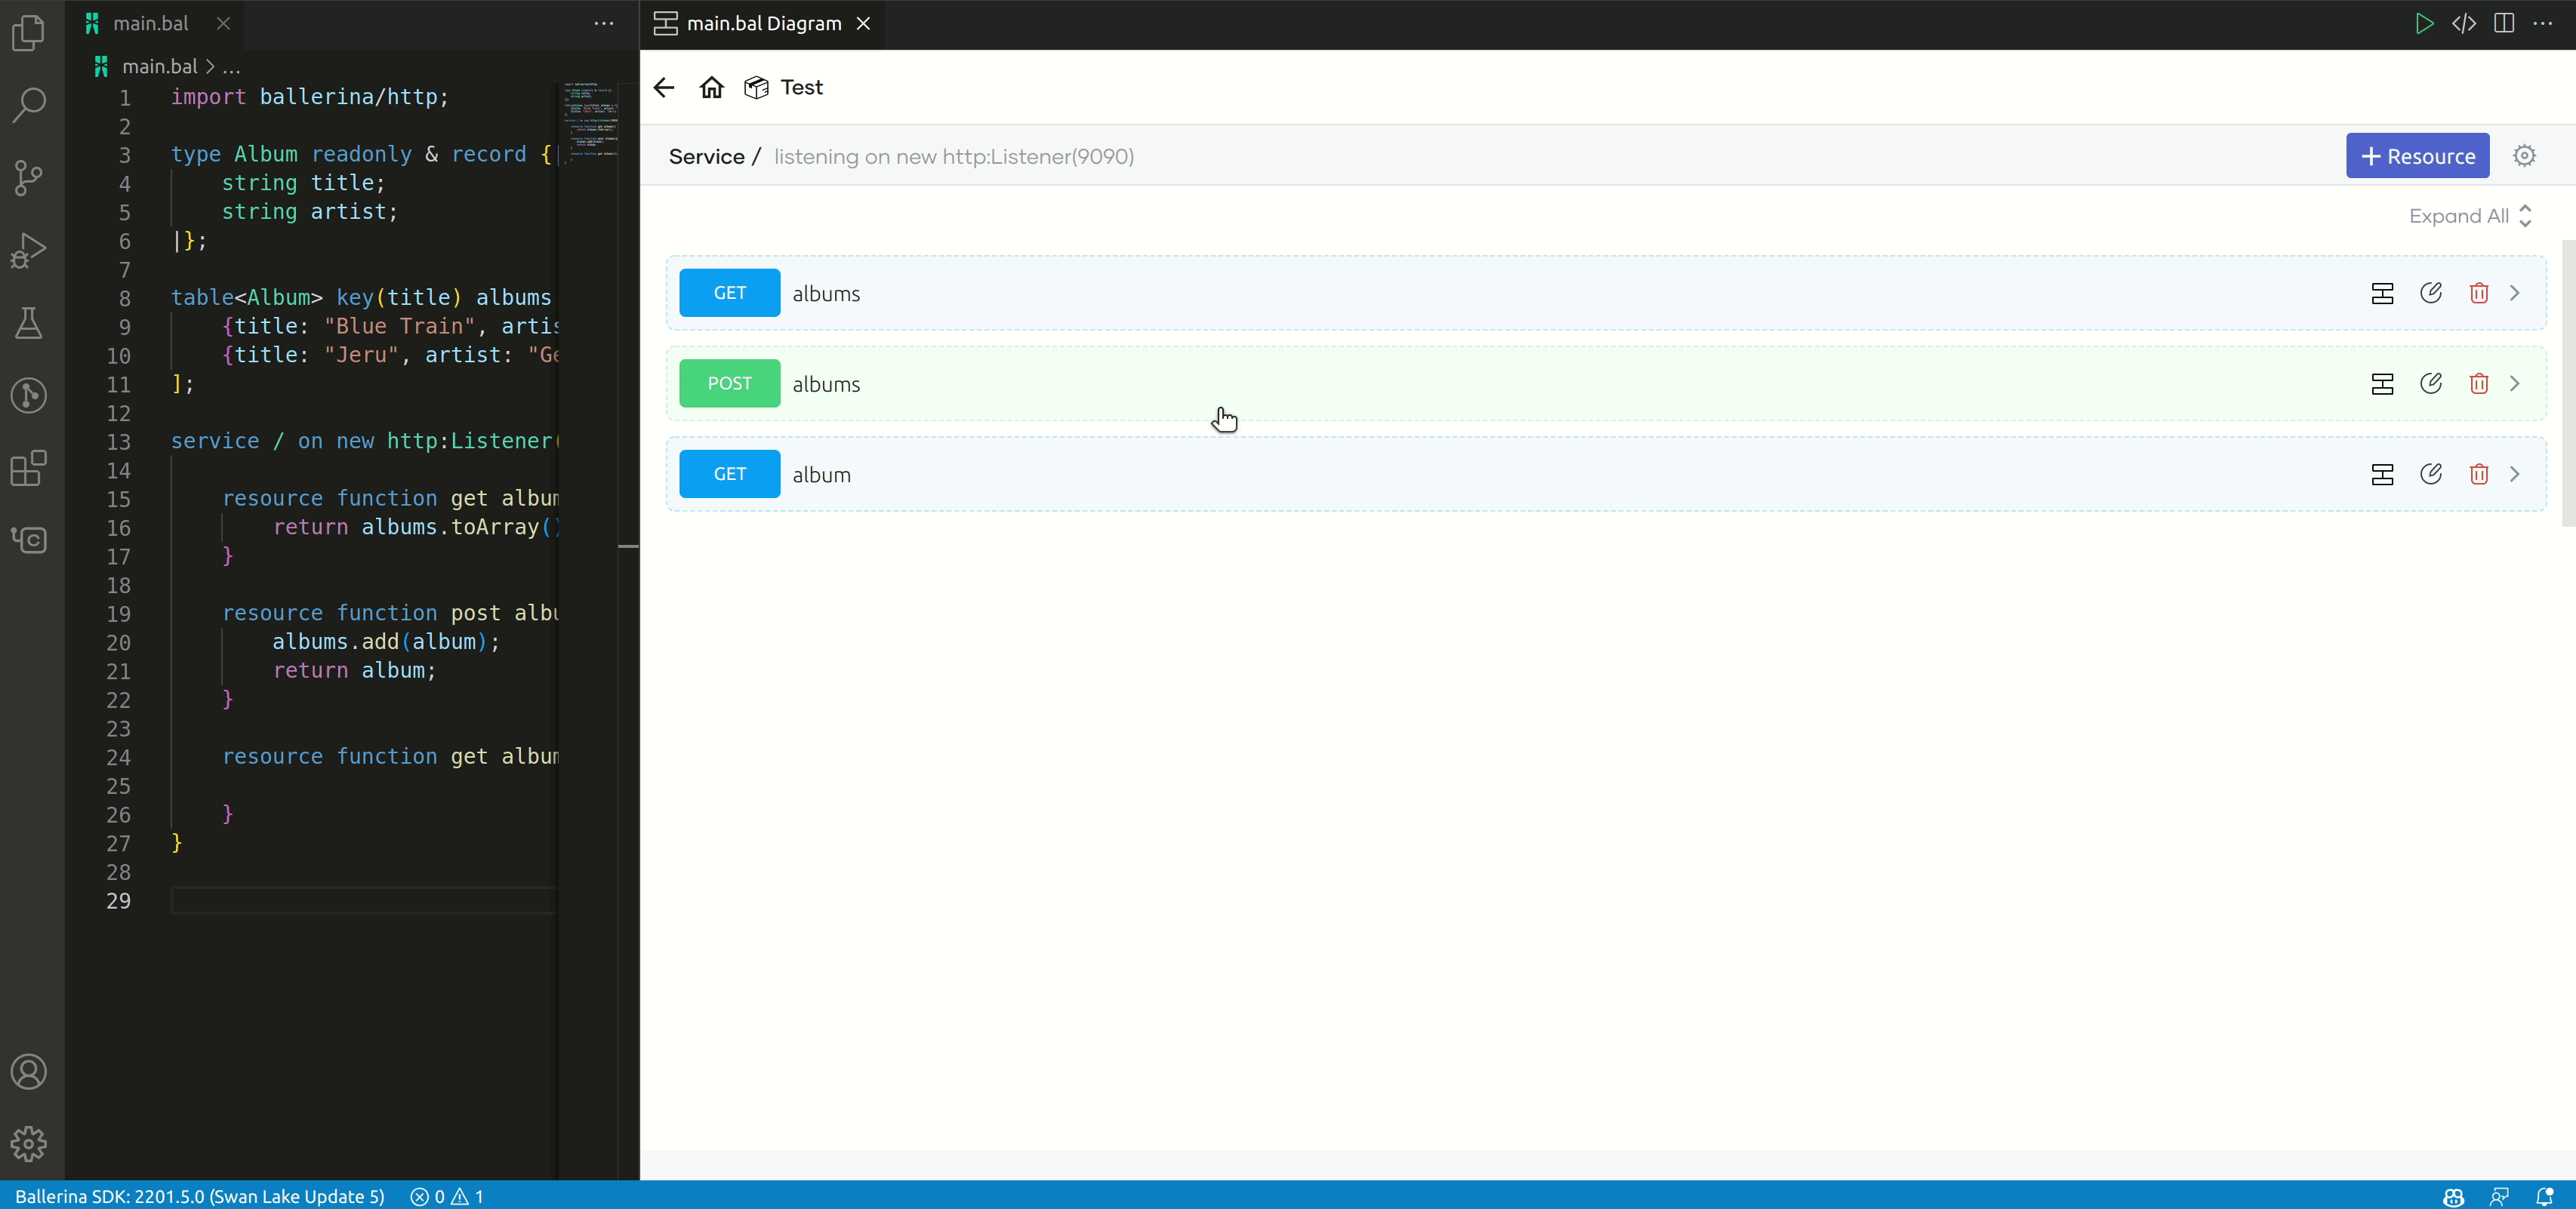 main.bal
main.bal > ...
1 import ballerina/http;
2
3 type Album readonly & record {|
4 string title;
5 string artist;
6 |};
7
8 table<Album> key(title) albums
9 {title: "Blue Train", artis
10 {title: "Jeru", artist: "Ge
11 ];
12
13 service / on new http:Listener(
14
15 resource function get album
16 return albums.toArray()
17 }
18
19 resource function post albu
20 albums.add(album);
21 return album;
22 }
23
24 resource function get album
25
26 }
27 }
28
29
main.bal Diagram
Test
Service / listening on new http:Listener(9090)
+ Resource
Expand All
GET albums
POST albums
GET album
Ballerina SDK: 2201.5.0 (Swan Lake Update 5) 0 1